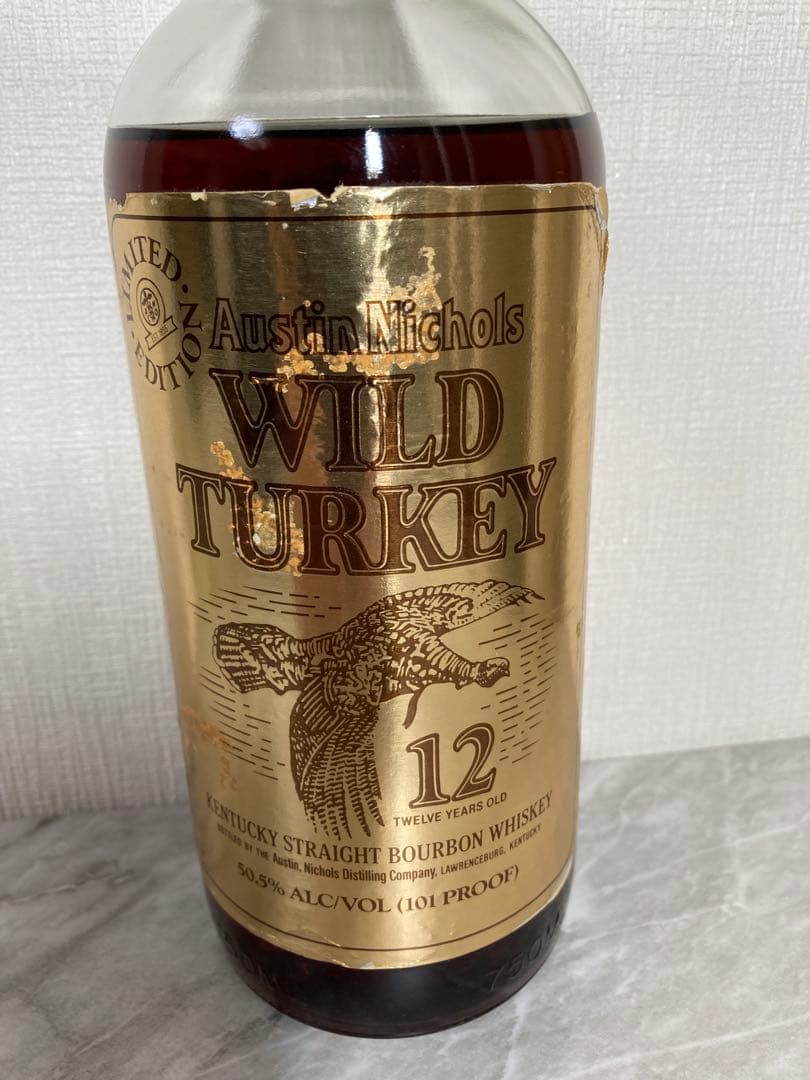 LIMITED · EDITION
Austin Nichols
WILD
TURKEY
12
TWELVE YEARS OLD
KENTUCKY STRAIGHT BOURBON WHISKEY
BOTTLED BY THE Austin, Nichols Distilling Company, LAWRENCEBURG, KENTUCKY
50.5% ALC/VOL (101 PROOF)
750M